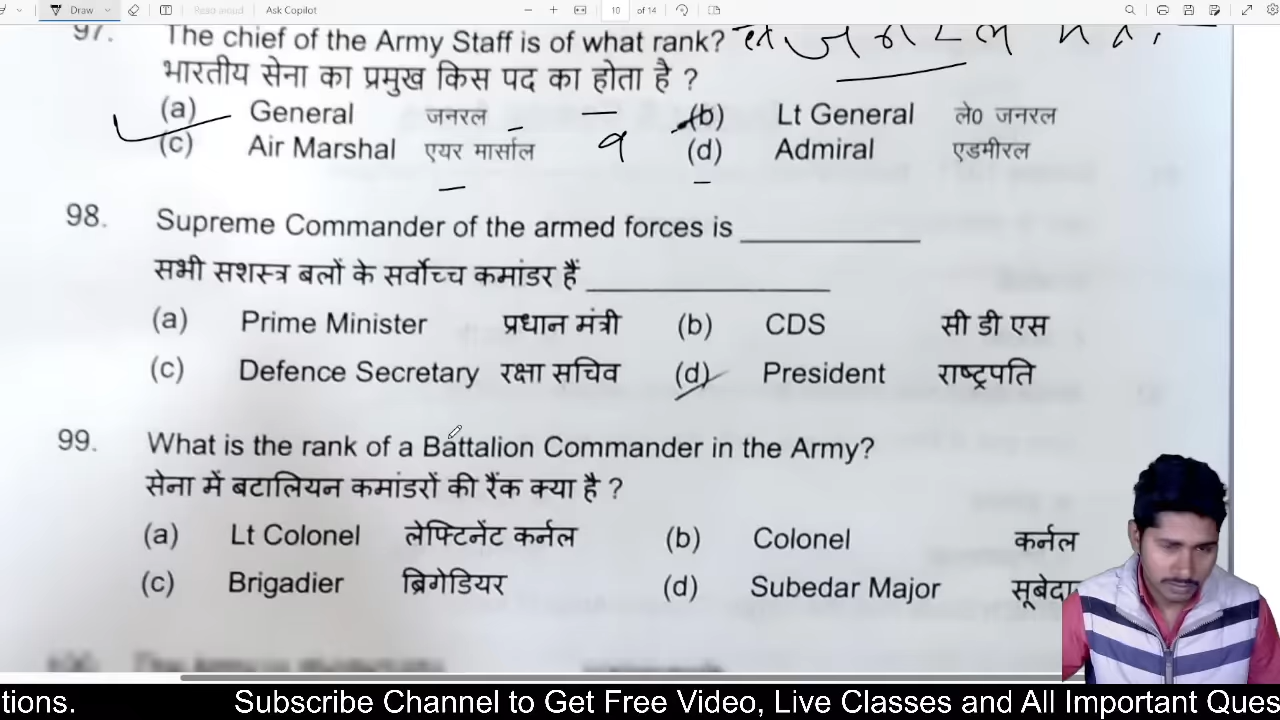 Draw
Read aloud
Ask Copilot
10 of 14
97. The chief of the Army Staff is of what rank?
भारतीय सेना का प्रमुख किस पद का होता है ?
(a) General जनरल (b) Lt General ले0 जनरल
(c) Air Marshal एयर मार्साल (d) Admiral एडमीरल
98. Supreme Commander of the armed forces is ____________
सभी सशस्त्र बलों के सर्वोच्च कमांडर हैं ________________
(a) Prime Minister प्रधान मंत्री (b) CDS सी डी एस
(c) Defence Secretary रक्षा सचिव (d) President राष्ट्रपति
99. What is the rank of a Battalion Commander in the Army?
सेना में बटालियन कमांडरों की रैंक क्या है ?
(a) Lt Colonel लेफ्टिनेंट कर्नल (b) Colonel कर्नल
(c) Brigadier ब्रिगेडियर (d) Subedar Major सूबेदा
tions. Subscribe Channel to Get Free Video, Live Classes and All Important Ques